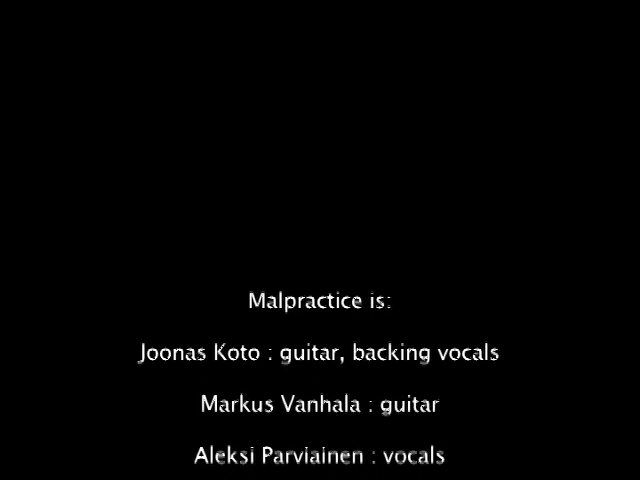 Malpractice is:
Joonas Koto : guitar, backing vocals
Markus Vanhala : guitar
Aleksi Parviainen : vocals